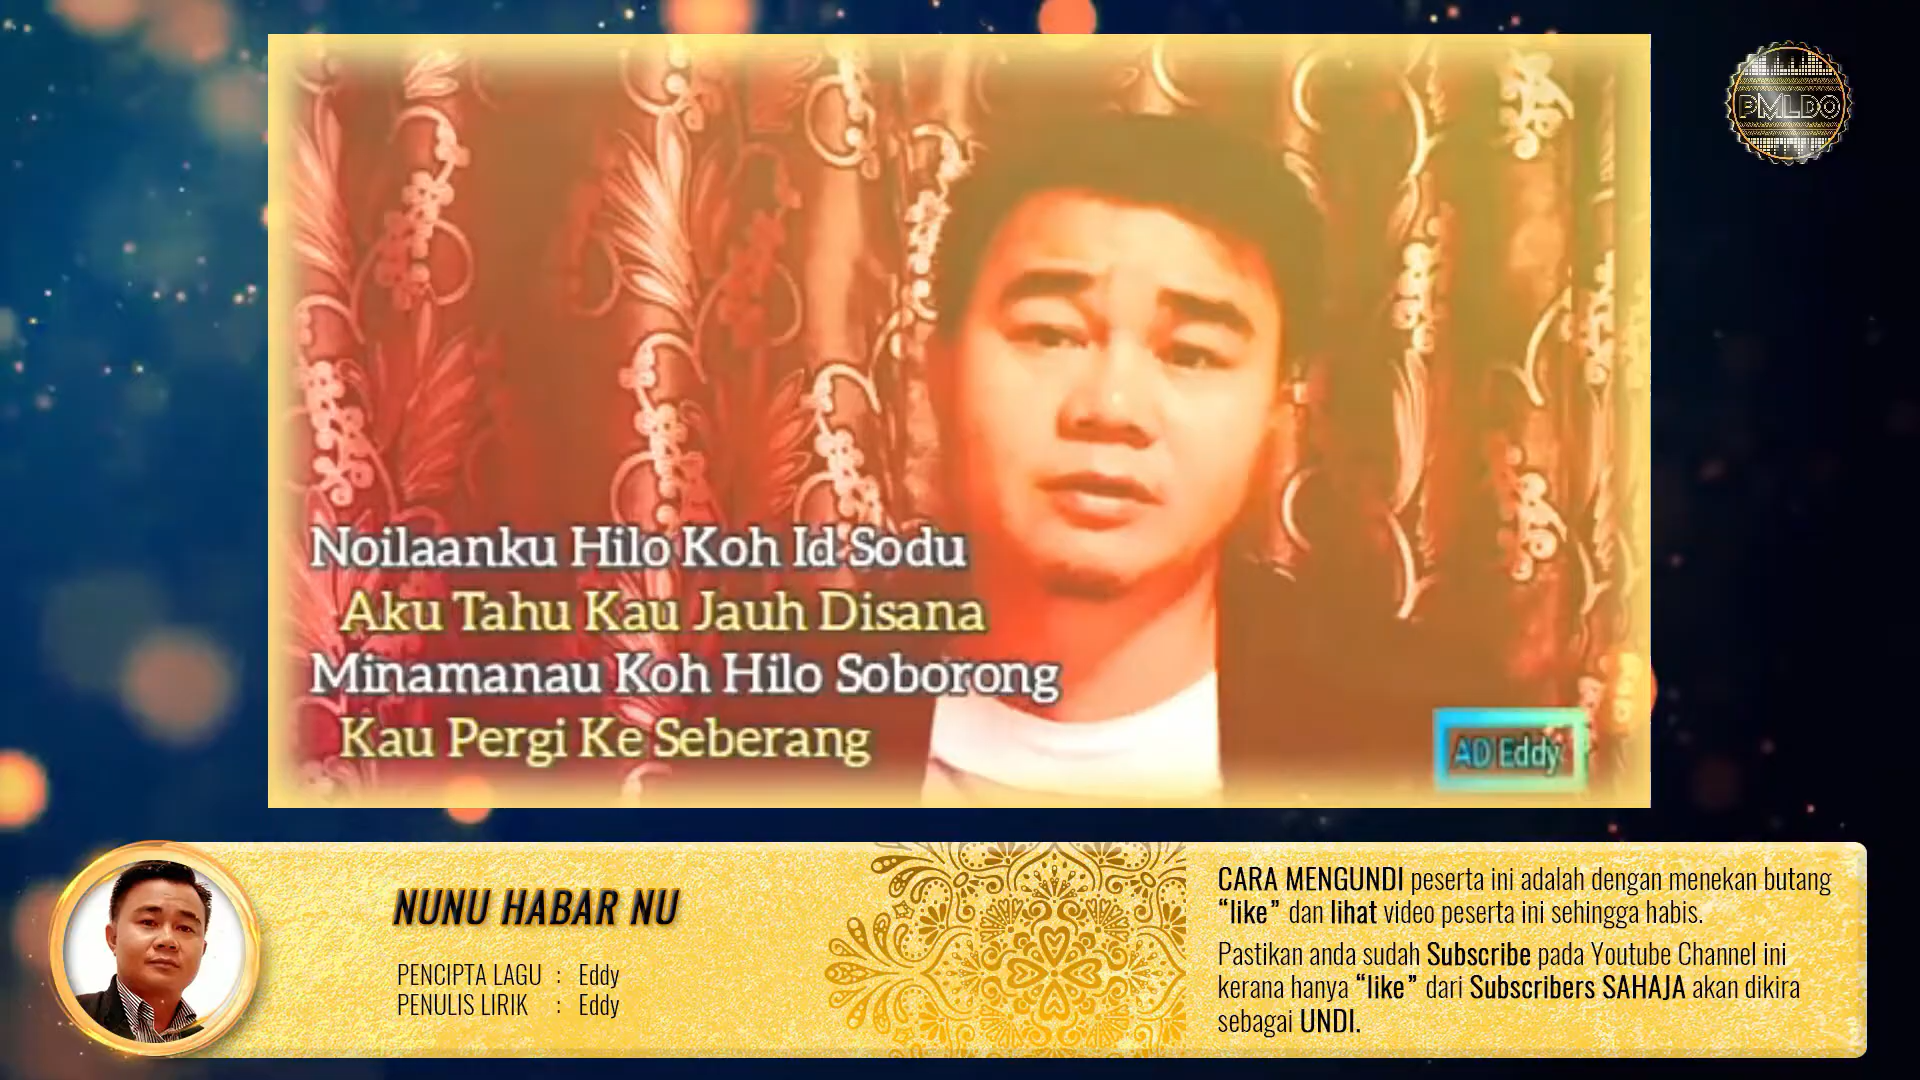 PMLDO
Noilaanku Hilo Koh Id Sodu
Aku Tahu Kau Jauh Disana
Minamanau Koh Hilo Soborong
Kau Pergi Ke Seberang
AD Eddy
NUNU HABAR NU
PENCIPTA LAGU : Eddy
PENULIS LIRIK : Eddy
CARA MENGUNDI peserta ini adalah dengan menekan butang
“like” dan lihat video peserta ini sehingga habis.
Pastikan anda sudah Subscribe pada Youtube Channel ini
kerana hanya “like” dari Subscribers SAHAJA akan dikira
sebagai UNDI.